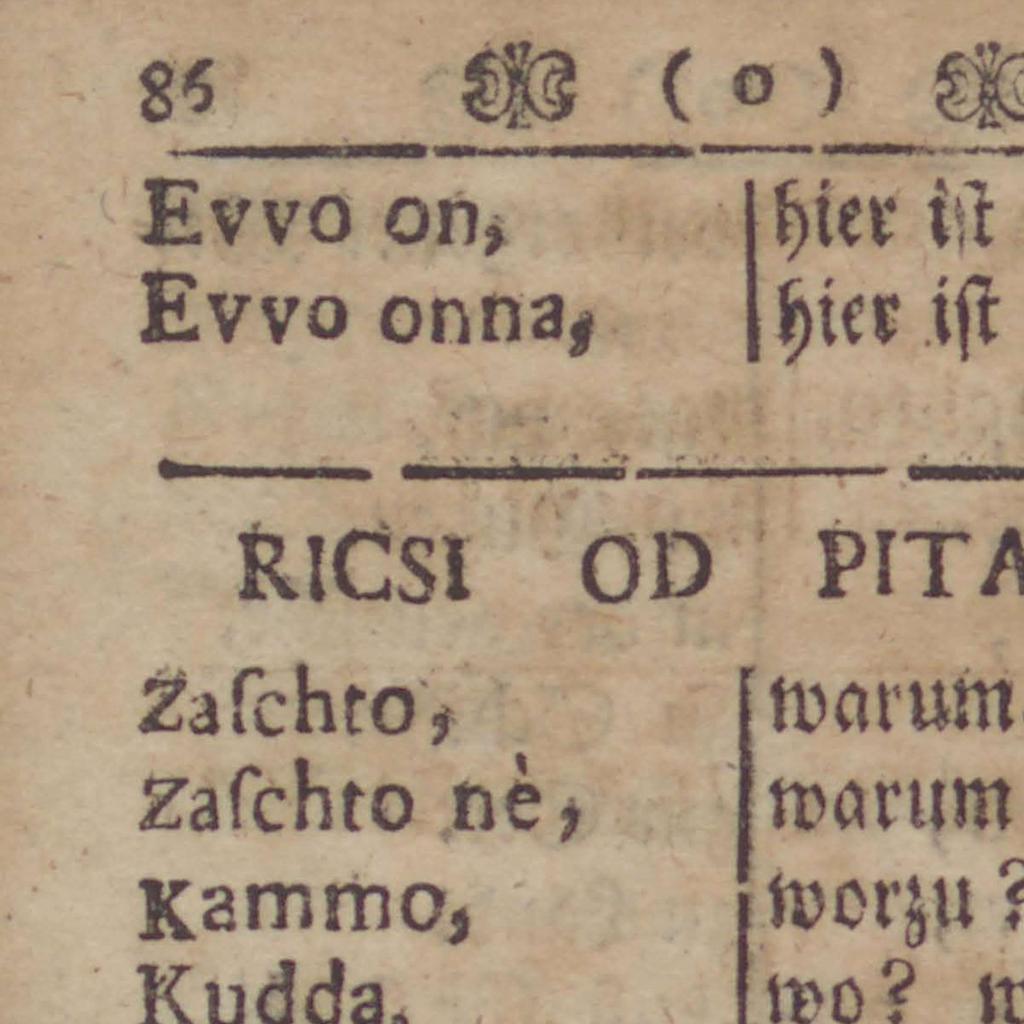 86 ( o )
Evvo on, hier iſt
Evvo onna, hier iſt
RICSI OD PITA
Zaſchto, warum
Zaſchto nè, warum
Kammo, worzu ?
Kudda, wo?